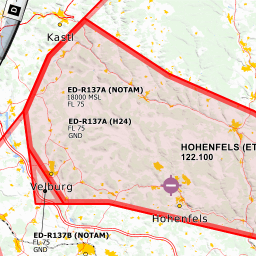 Kastl
ED-R137A (NOTAM)
18000 MSL
FL 75
ED-R137A (H24)
FL 75
GND
HOHENFELS (ET
122.100
Velburg
Hohenfels
ED-R137B (NOTAM)
FL 75
GND